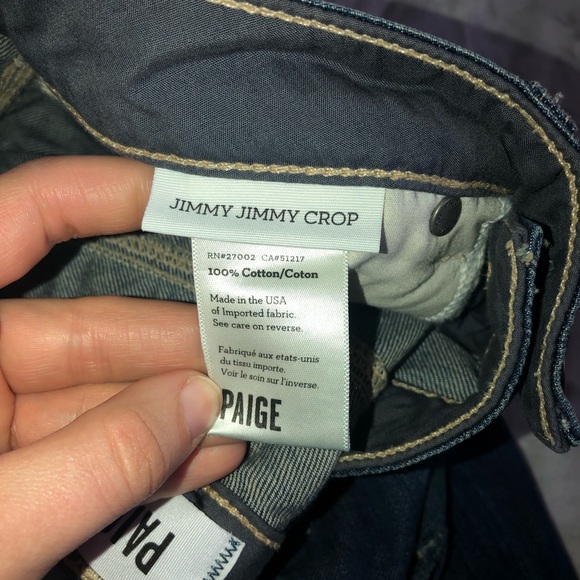 JIMMY JIMMY CROP
RN#27002 CA#51217
100% Cotton/Coton
Made in the USA
of Imported fabric.
See care on reverse.
Fabriqué aux etats-unis
du tissu importe.
Voir le soin sur l'inverse.
PAIGE
PA